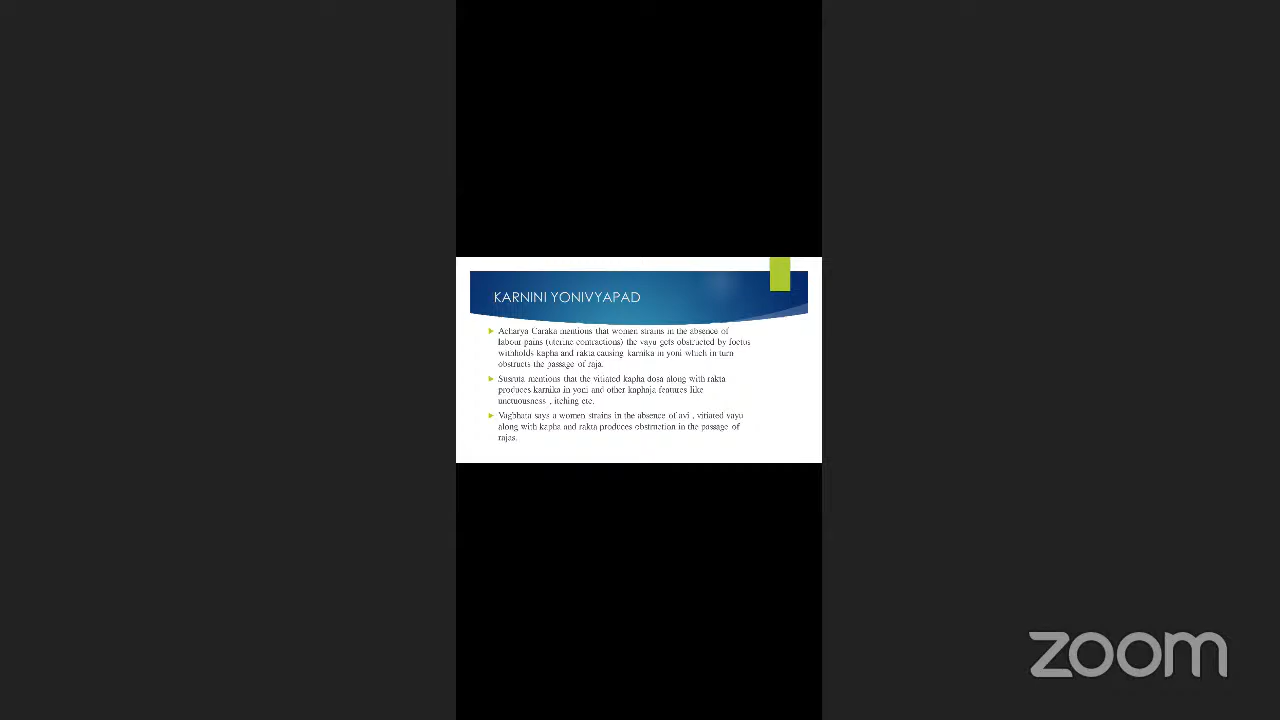 KARNINI YONIVYAPAD
Acharya Caraka mentions that women strains in the absence of
labour pains (uterine contractions) the vayu gets obstructed by foetus
withholds kapha and rakta causing karnika in yoni which in turn
obstructs the passage of raja.
Susruta mentions that the vitiated kapha dosa along with rakta
produces karnika in yoni and other kaphaja features like
unctuousness , itching etc.
Vagbhata says a women strains in the absence of avi , vitiated vayu
along with kapha and rakta produces obstruction in the passage of
rajas.
zoom